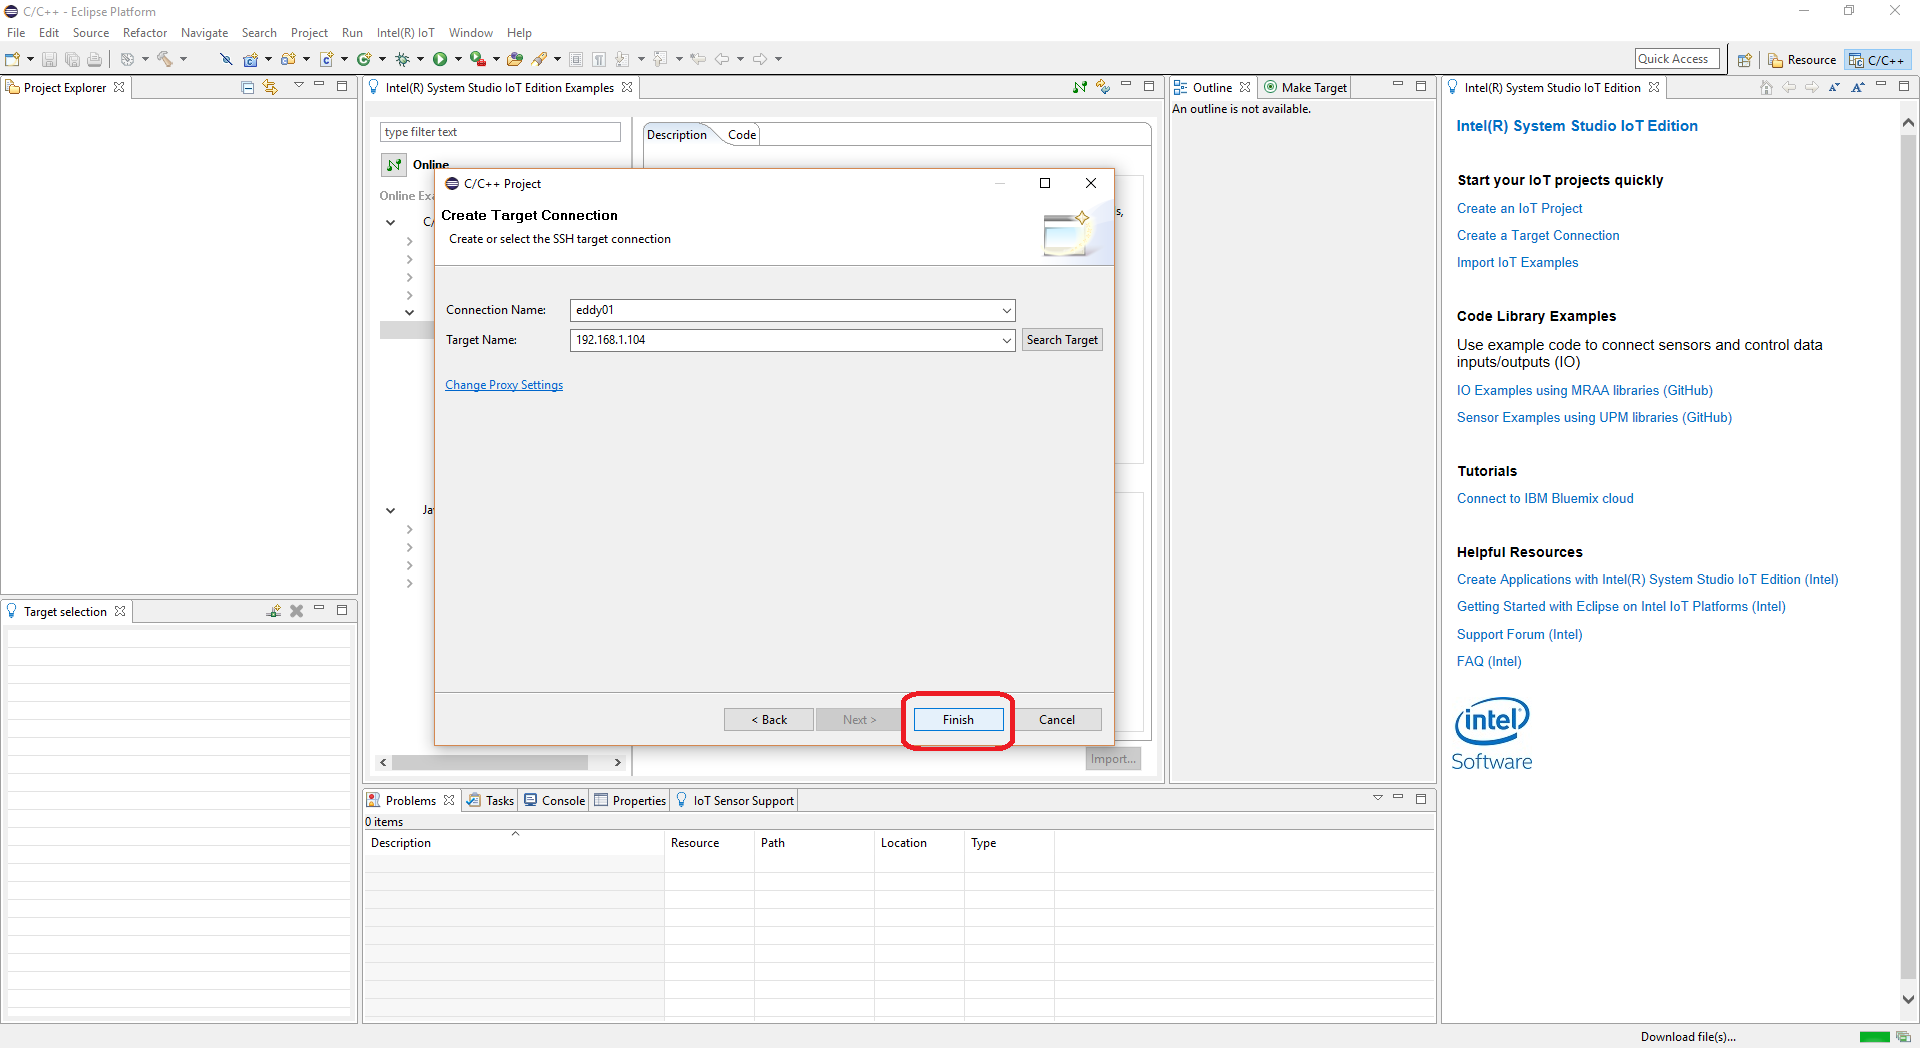 C/C++ - Eclipse Platform
File Edit Source Refactor Navigate Search Project Run Intel(R) IoT Window Help
Quick Access Resource C/C++
Project Explorer
Intel(R) System Studio IoT Edition Examples
type filter text
Online
Online Exa
C/
Ja
Description Code
s,
Import...
C/C++ Project
Create Target Connection
Create or select the SSH target connection
Connection Name: eddy01
Target Name: 192.168.1.104 Search Target
Change Proxy Settings
< Back Next > Finish Cancel
Outline Make Target
An outline is not available.
Intel(R) System Studio IoT Edition
Intel(R) System Studio IoT Edition
Start your IoT projects quickly
Create an IoT Project
Create a Target Connection
Import IoT Examples
Code Library Examples
Use example code to connect sensors and control data
inputs/outputs (IO)
IO Examples using MRAA libraries (GitHub)
Sensor Examples using UPM libraries (GitHub)
Tutorials
Connect to IBM Bluemix cloud
Helpful Resources
Create Applications with Intel(R) System Studio IoT Edition (Intel)
Getting Started with Eclipse on Intel IoT Platforms (Intel)
Support Forum (Intel)
FAQ (Intel)
intel
Software
Target selection
Problems Tasks Console Properties IoT Sensor Support
0 items
Description Resource Path Location Type
Download file(s)...